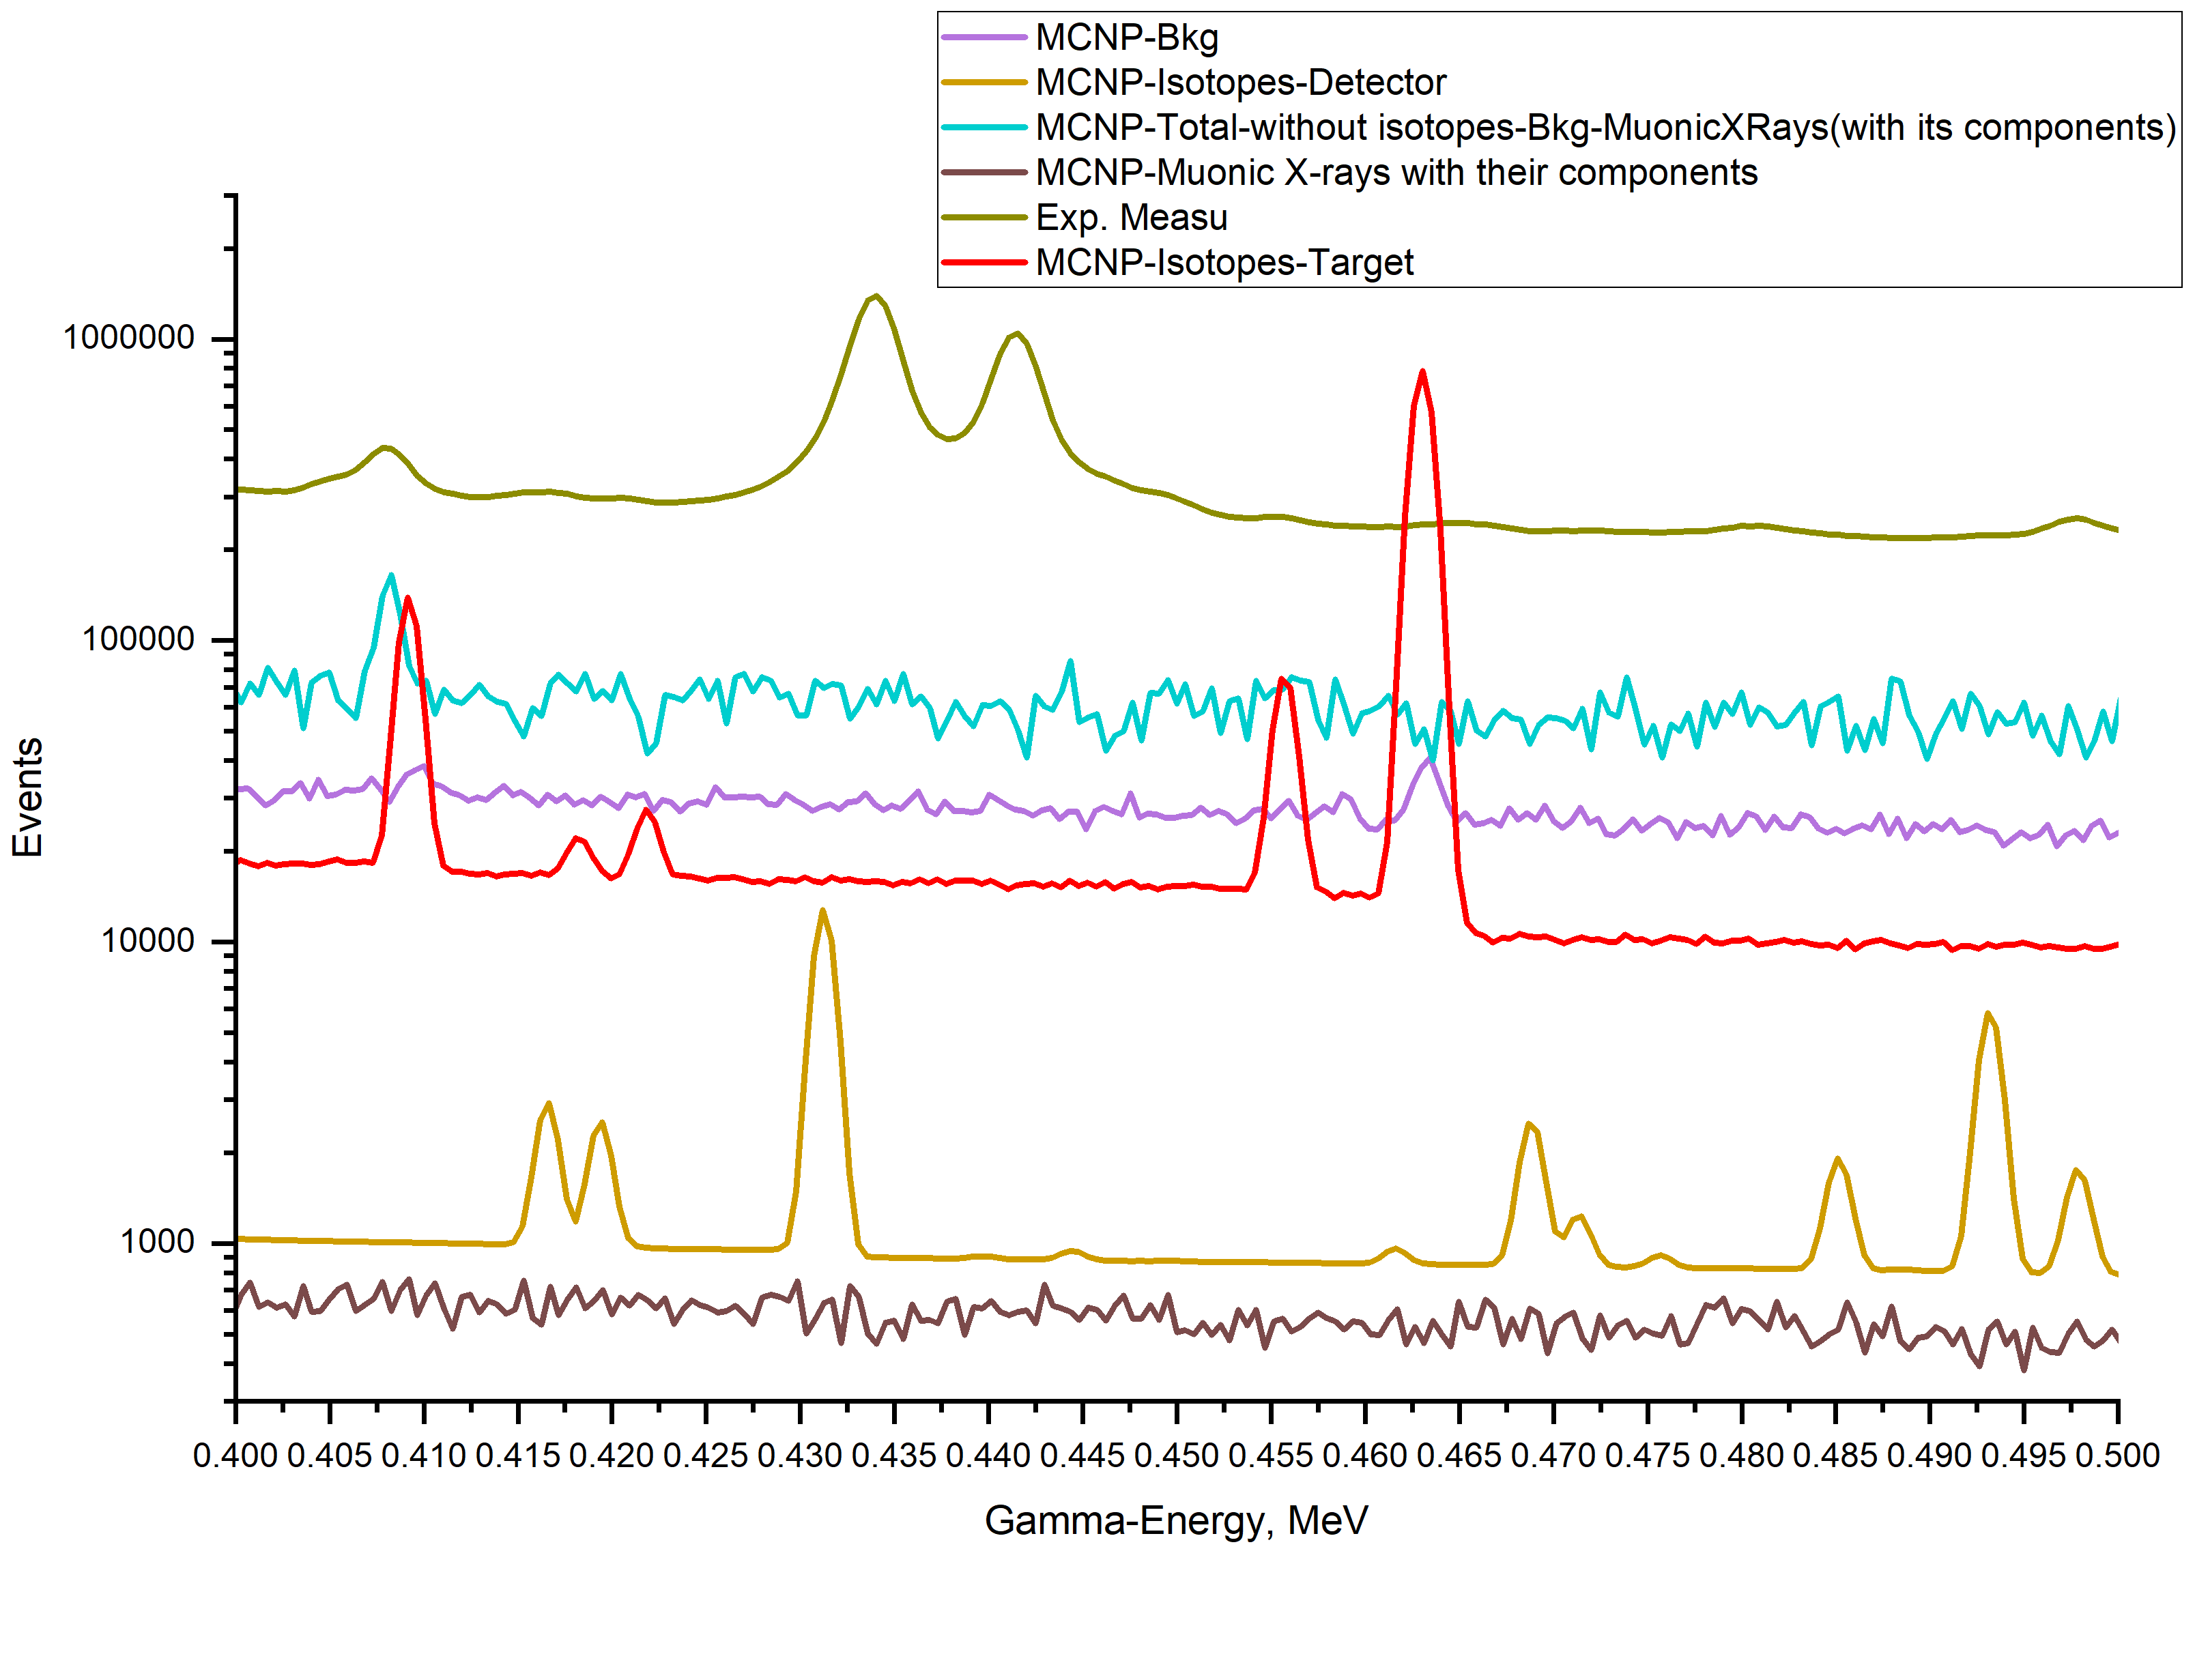 MCNP-Bkg
MCNP-Isotopes-Detector
MCNP-Total-without isotopes-Bkg-MuonicXRays(with its components)
MCNP-Muonic X-rays with their components
Exp. Measu
MCNP-Isotopes-Target
1000000
100000
10000
1000
Events
0.400 0.405 0.410 0.415 0.420 0.425 0.430 0.435 0.440 0.445 0.450 0.455 0.460 0.465 0.470 0.475 0.480 0.485 0.490 0.495 0.500
Gamma-Energy, MeV